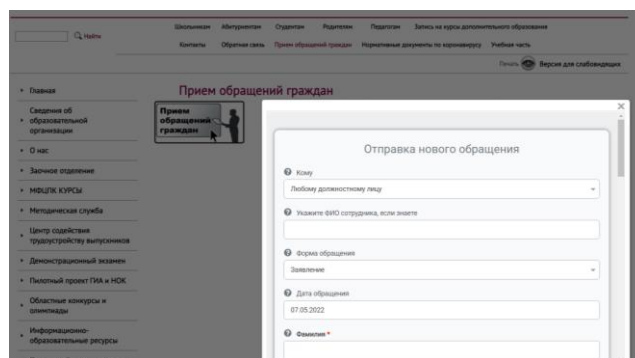 Школьникам Абитуриентам Студентам Родителям Педагогам Запись на курсы дополнительного образования
Найти
Контакты Обратная связь Прием обращений граждан Нормативные документы по коронавирусу Учебная часть
Печать Версия для слабовидящих
Главная
Сведения об
образовательной
организации
О нас
Заочное отделение
МФЦПК КУРСЫ
Методическая служба
Центр содействия
трудоустройству выпускников
Демонстрационный экзамен
Пилотный проект ГИА и НОК
Областные конкурсы и
олимпиады
Информационно-
образовательные ресурсы
Прием обращений граждан
Прием
обращений
граждан
Отправка нового обращения
Кому
Любому должностному лицу
Укажите ФИО сотрудника, если знаете
Форма обращения
Заявление
Дата обращения
07.05.2022
Фамилия *